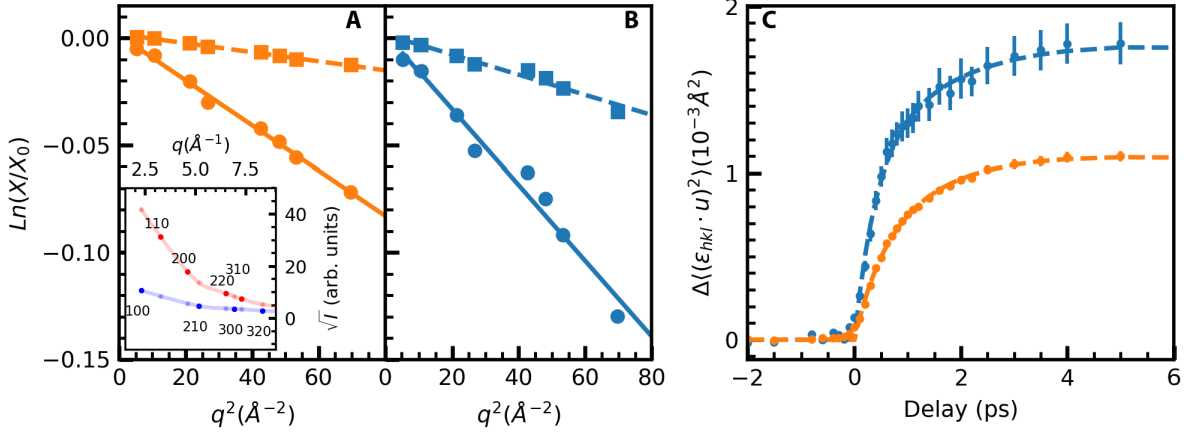 A
B
C
0.00
−0.05
−0.10
−0.15
Ln(X/X₀)
q(Å⁻¹)
2.5 5.0 7.5
110
200
310
220
100
210
300
320
40
20
0
√I (arb. units)
0 20 40 60
q²(Å⁻²)
0 20 40 60 80
q²(Å⁻²)
2
1
0
Δ⟨(ε_hkl · u)²⟩(10⁻³Å²)
−2 0 2 4 6
Delay (ps)